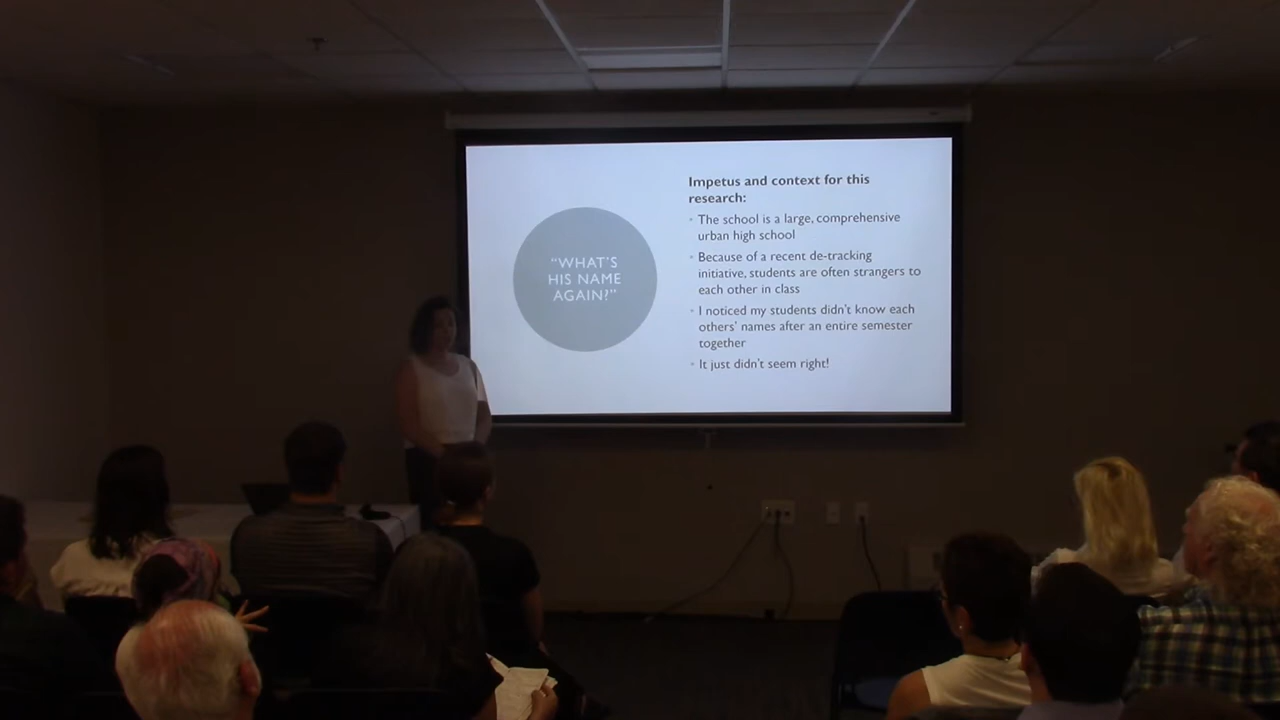 "WHAT'S
HIS NAME
AGAIN?"
Impetus and context for this
research:
• The school is a large, comprehensive
urban high school
• Because of a recent de-tracking
initiative, students are often strangers to
each other in class
• I noticed my students didn't know each
others' names after an entire semester
together
• It just didn't seem right!